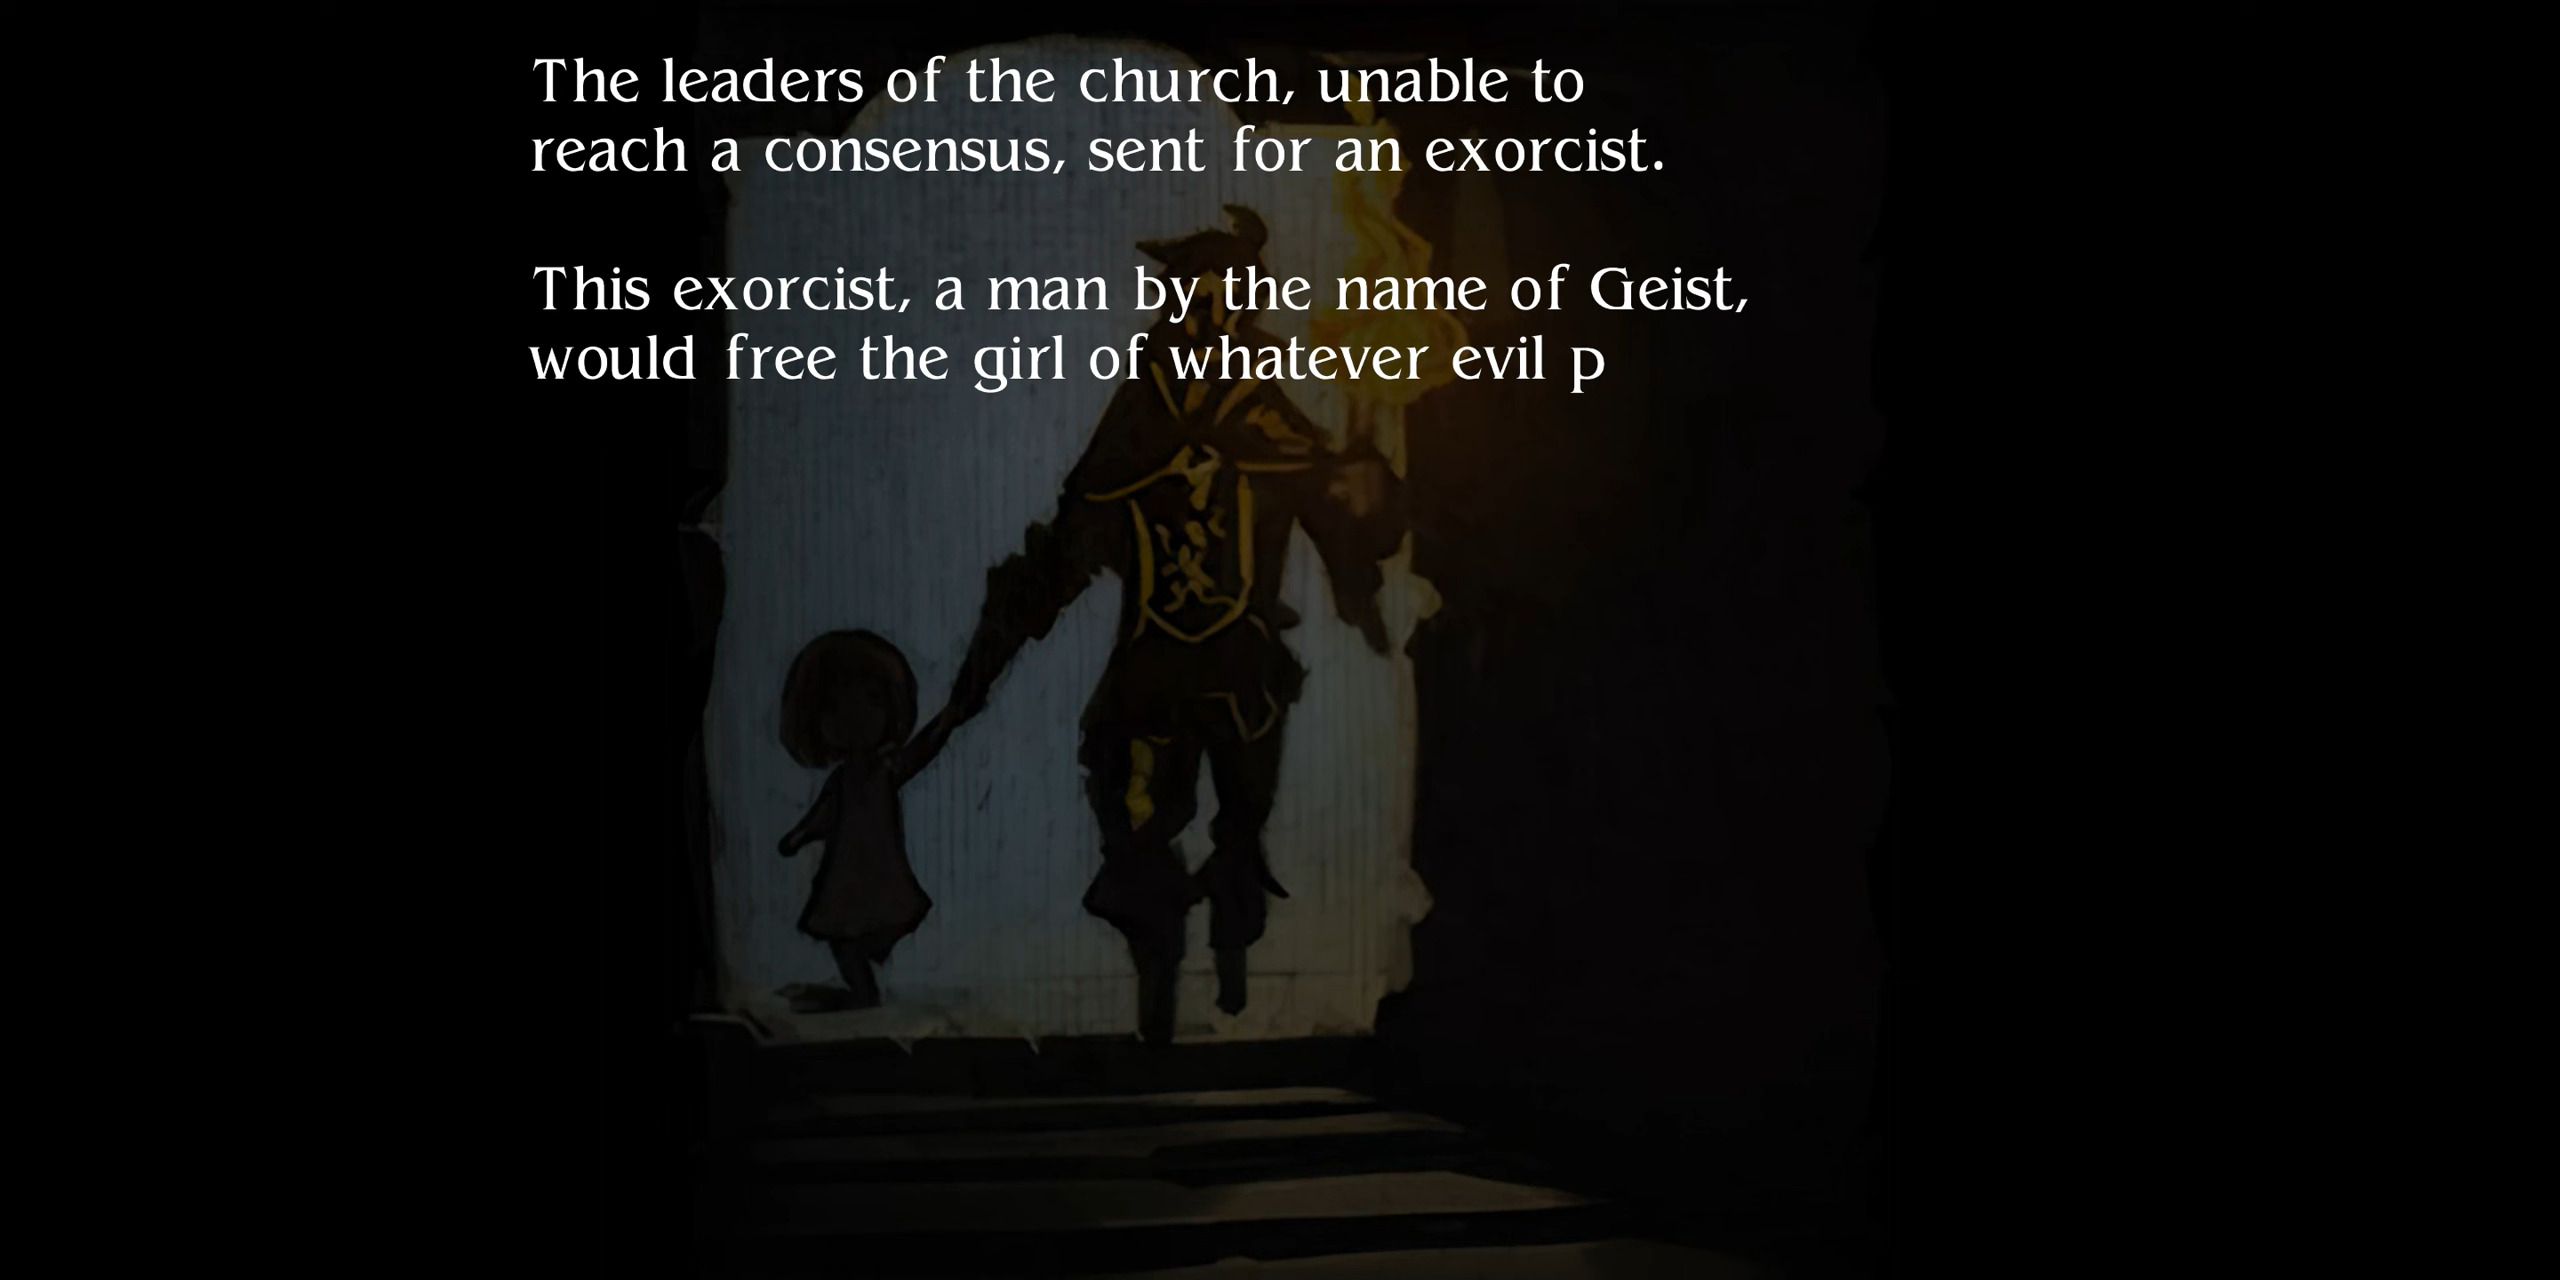 The leaders of the church, unable to
reach a consensus, sent for an exorcist.
This exorcist, a man by the name of Geist,
would free the girl of whatever evil p